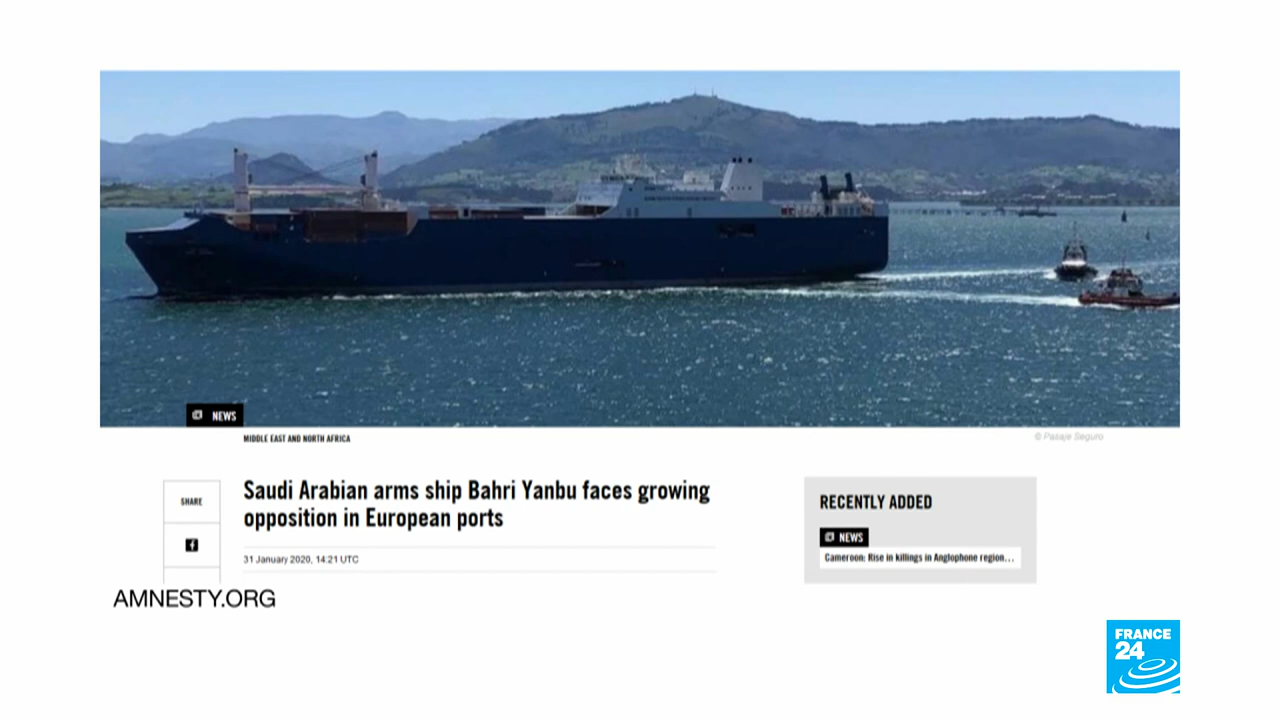 NEWS
MIDDLE EAST AND NORTH AFRICA
© Pasaje Seguro
SHARE
Saudi Arabian arms ship Bahri Yanbu faces growing
opposition in European ports
31 January 2020, 14:21 UTC
RECENTLY ADDED
NEWS
Cameroon: Rise in killings in Anglophone region...
AMNESTY.ORG
FRANCE
24